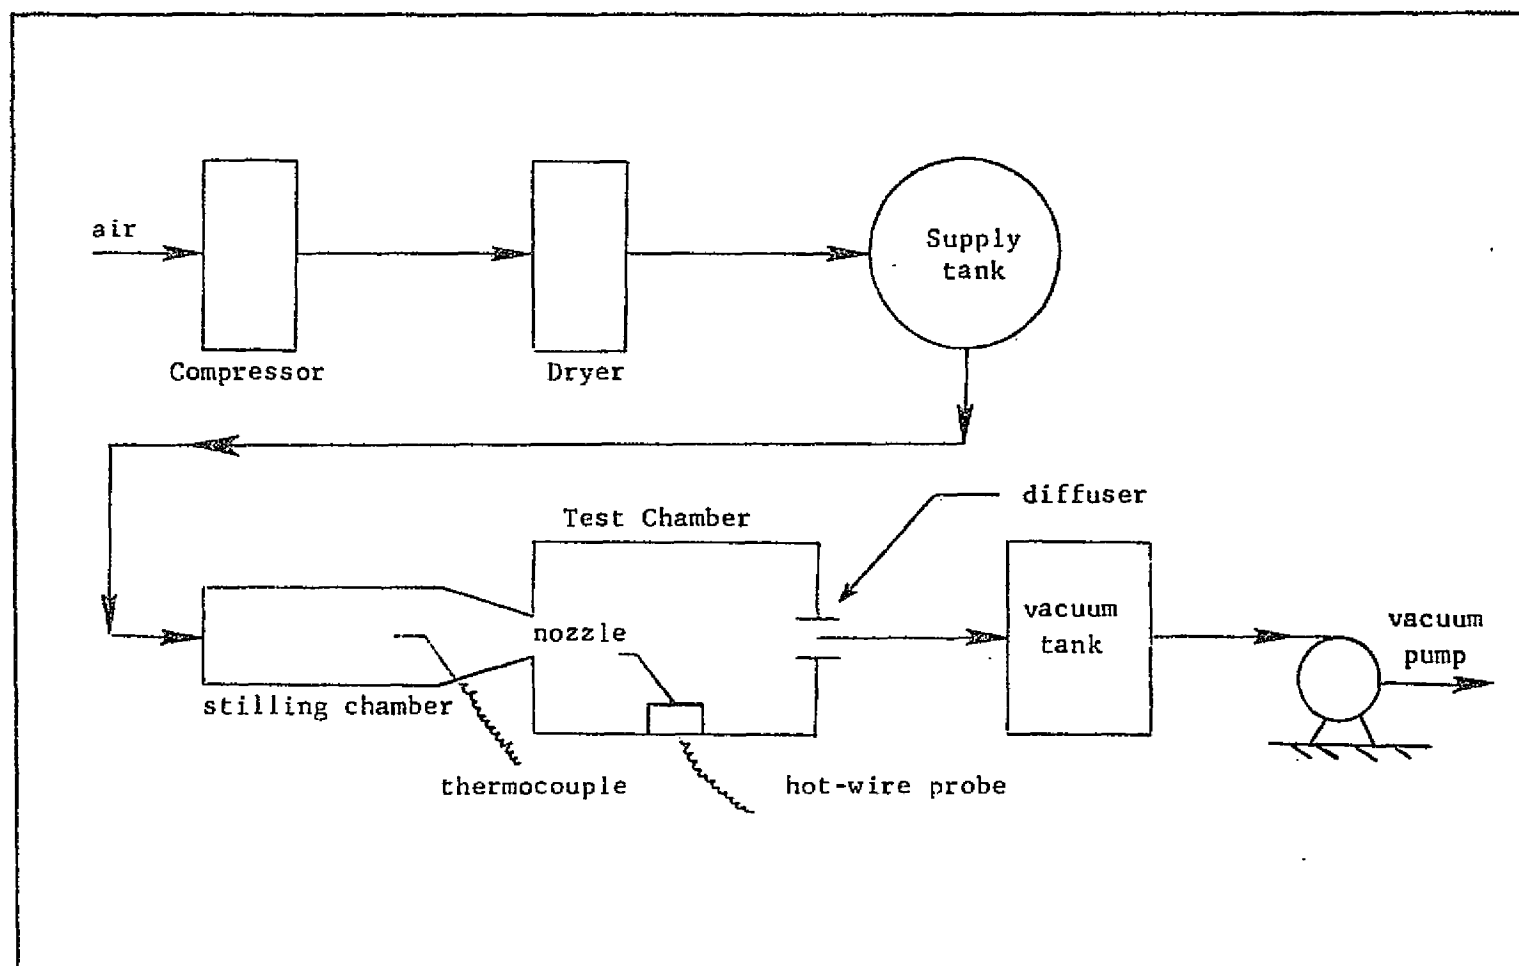 air
Supply
tank
Compressor
Dryer
diffuser
Test Chamber
nozzle
vacuum
tank
vacuum
pump
stilling chamber
thermocouple
hot-wire probe